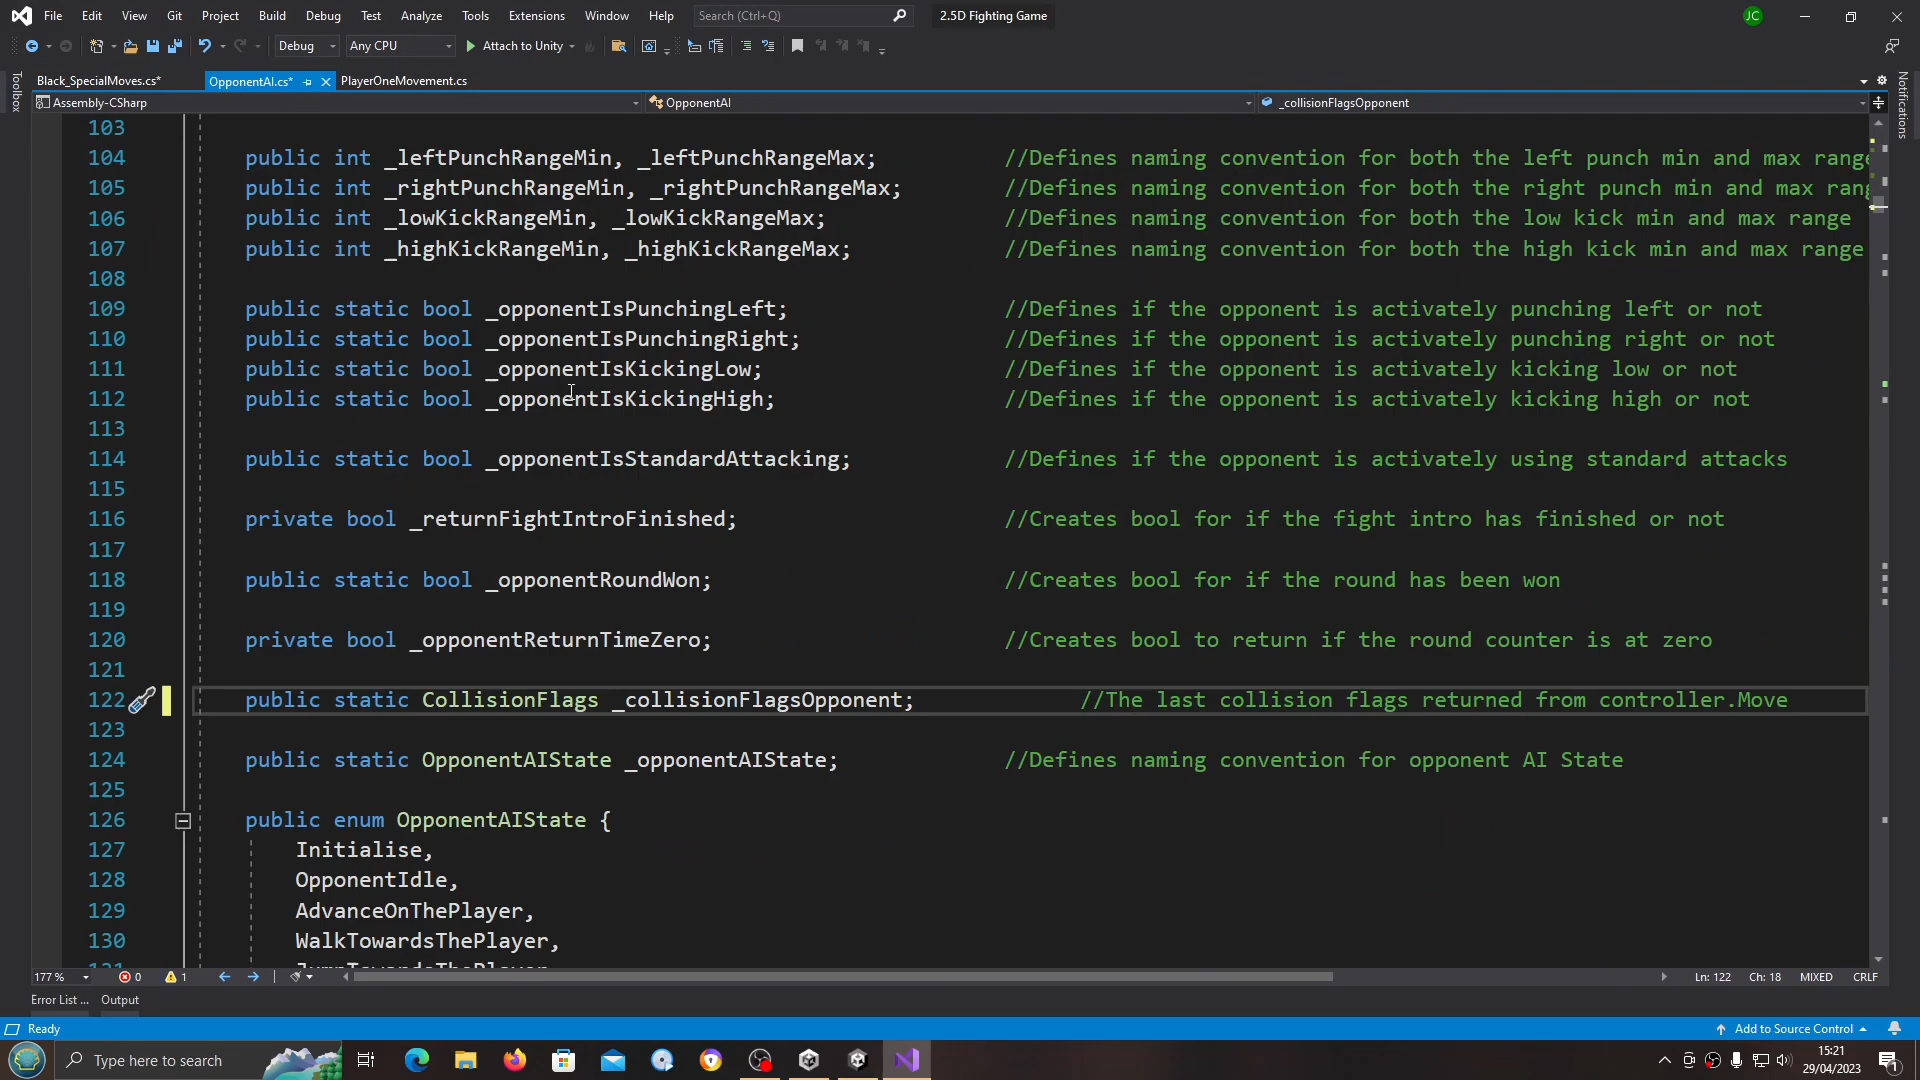 File Edit View Git Project Build Debug Test Analyze Tools Extensions Window Help Search (Ctrl+Q) 2.5D Fighting Game JC
Debug Any CPU Attach to Unity
Toolbox
Black_SpecialMoves.cs* OpponentAI.cs* PlayerOneMovement.cs
Notifications
Assembly-CSharp OpponentAI _collisionFlagsOpponent
103
104 public int _leftPunchRangeMin, _leftPunchRangeMax; //Defines naming convention for both the left punch min and max range
105 public int _rightPunchRangeMin, _rightPunchRangeMax; //Defines naming convention for both the right punch min and max rang
106 public int _lowKickRangeMin, _lowKickRangeMax; //Defines naming convention for both the low kick min and max range
107 public int _highKickRangeMin, _highKickRangeMax; //Defines naming convention for both the high kick min and max range
108
109 public static bool _opponentIsPunchingLeft; //Defines if the opponent is activately punching left or not
110 public static bool _opponentIsPunchingRight; //Defines if the opponent is activately punching right or not
111 public static bool _opponentIsKickingLow; //Defines if the opponent is activately kicking low or not
112 public static bool _opponentIsKickingHigh; //Defines if the opponent is activately kicking high or not
113
114 public static bool _opponentIsStandardAttacking; //Defines if the opponent is activately using standard attacks
115
116 private bool _returnFightIntroFinished; //Creates bool for if the fight intro has finished or not
117
118 public static bool _opponentRoundWon; //Creates bool for if the round has been won
119
120 private bool _opponentReturnTimeZero; //Creates bool to return if the round counter is at zero
121
122 public static CollisionFlags _collisionFlagsOpponent; //The last collision flags returned from controller.Move
123
124 public static OpponentAIState _opponentAIState; //Defines naming convention for opponent AI State
125
126 public enum OpponentAIState {
127 Initialise,
128 OpponentIdle,
129 AdvanceOnThePlayer,
130 WalkTowardsThePlayer,
177 % 0 1 Ln: 122 Ch: 18 MIXED CRLF
Error List ... Output
Ready Add to Source Control
Type here to search 15:21
29/04/2023 1